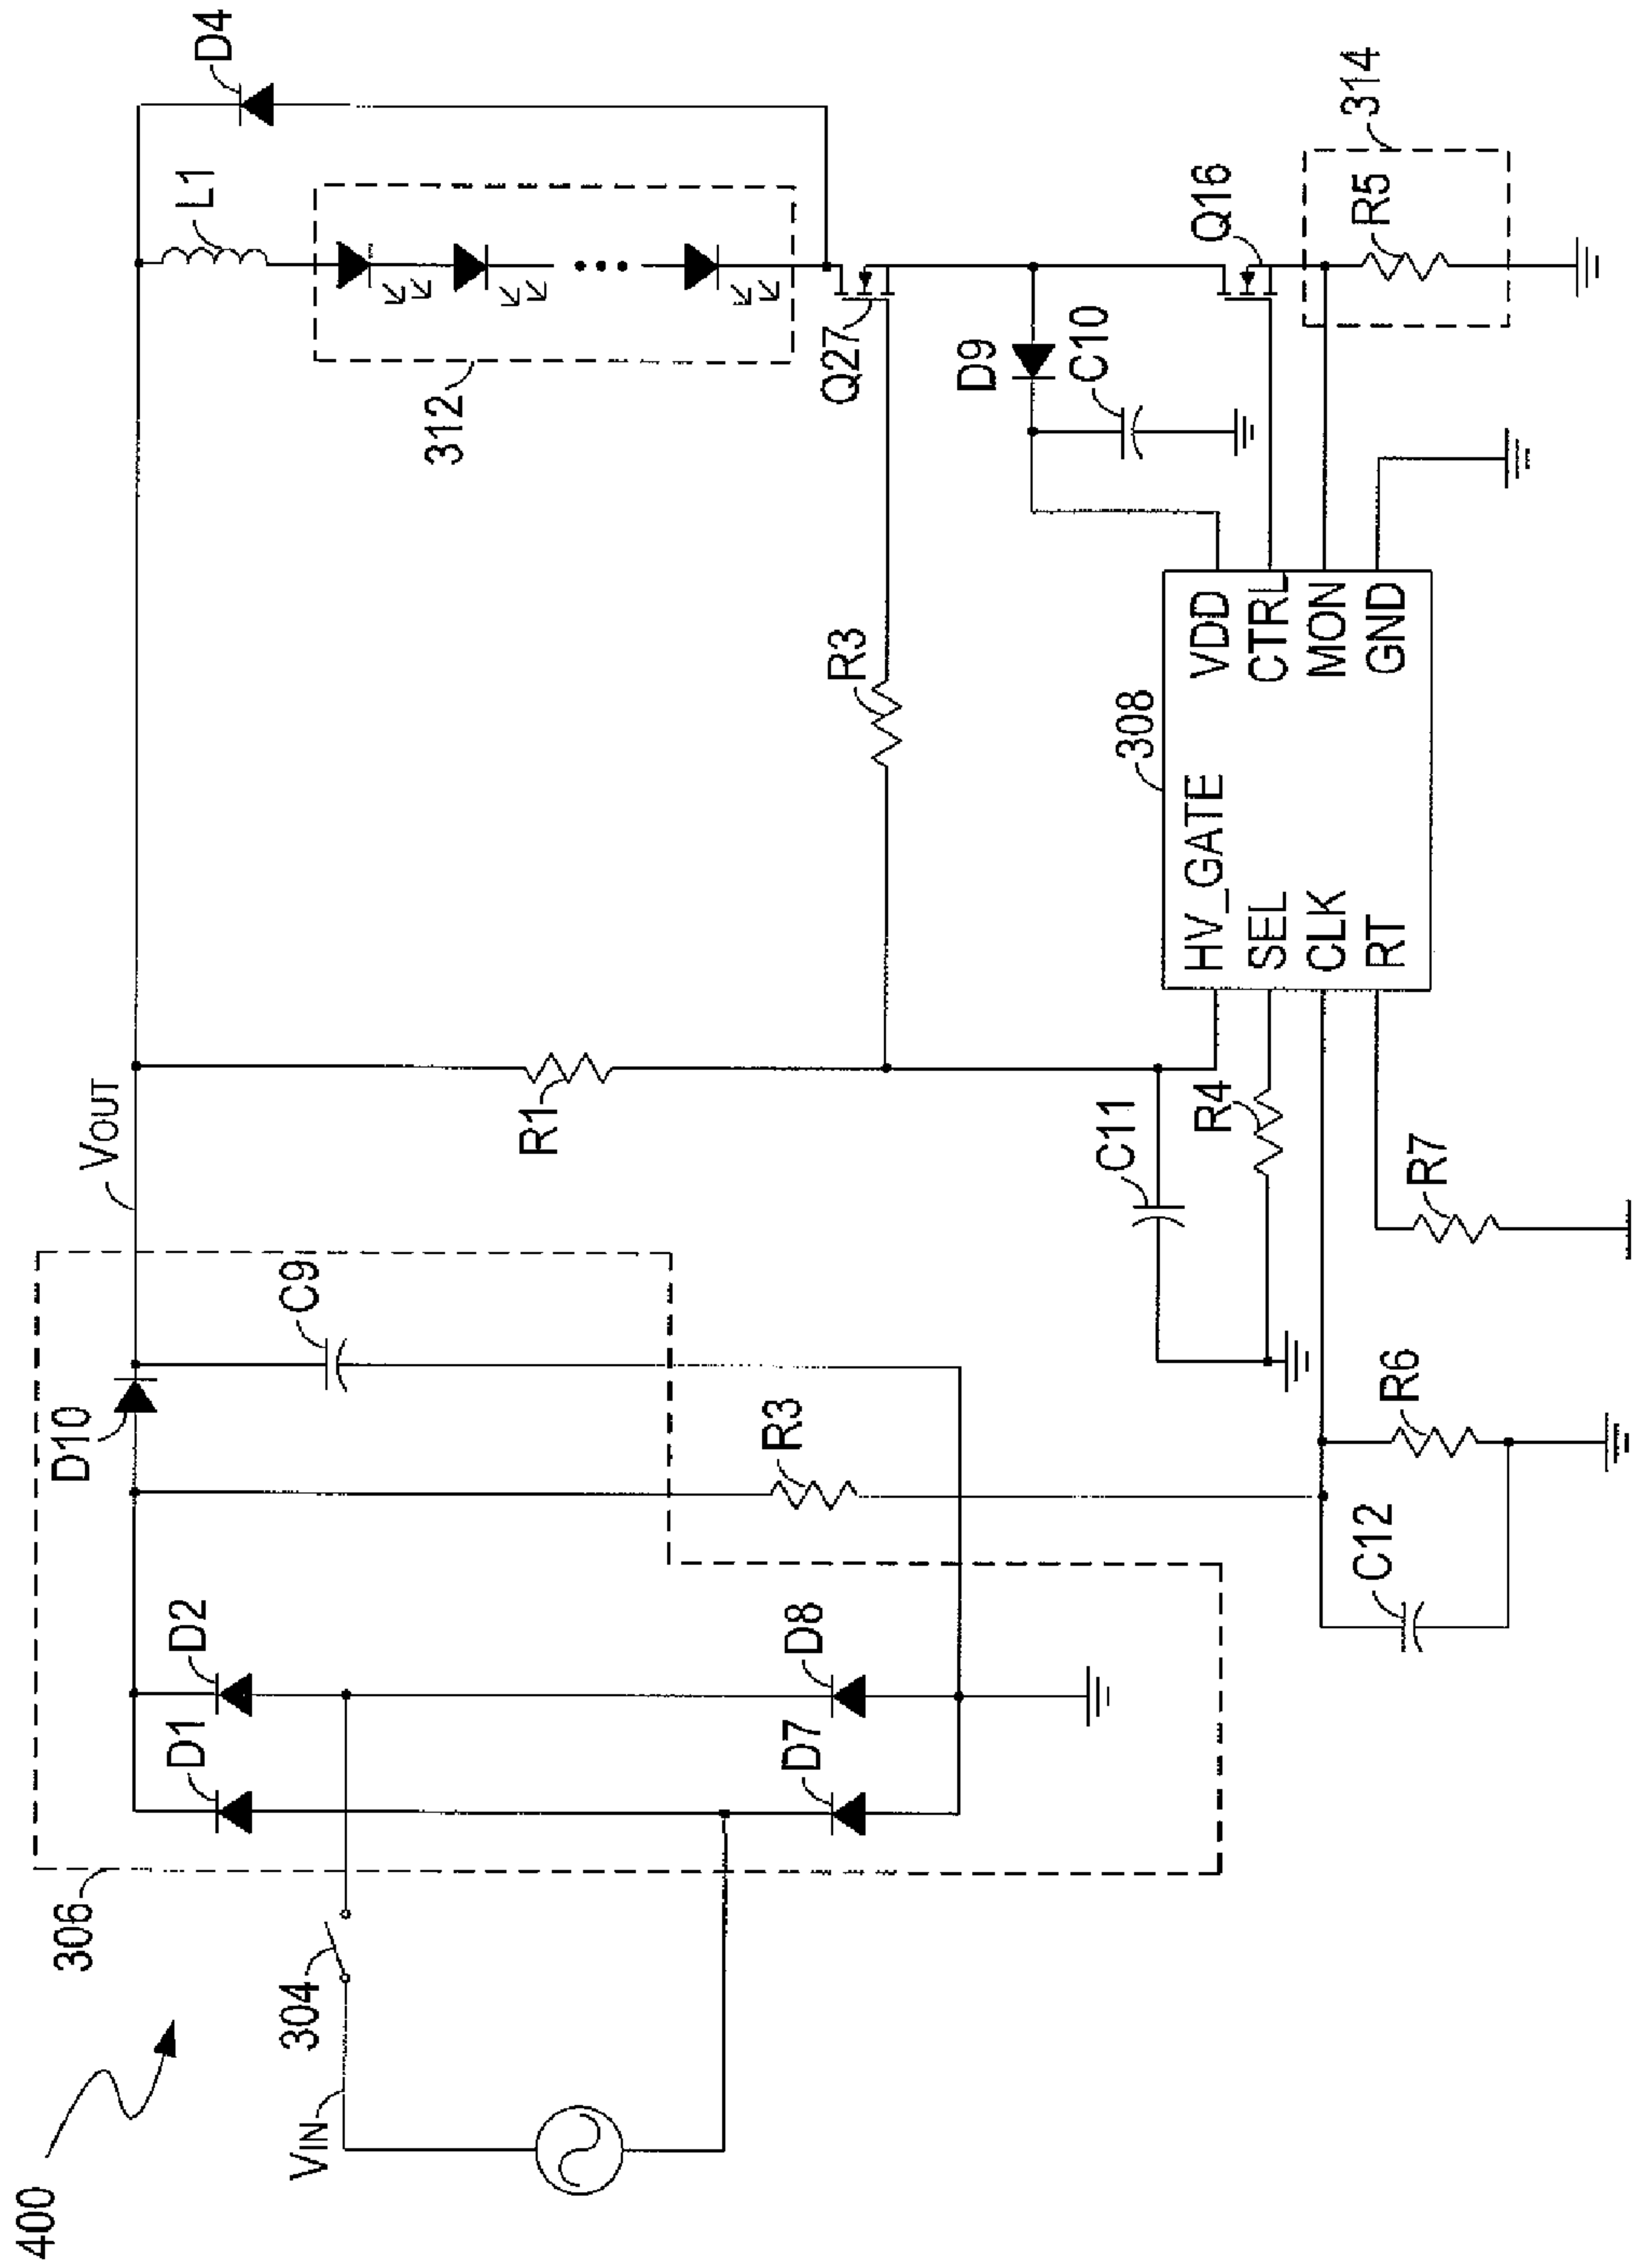 400
VIN
304
306
D1
D2
D7
D8
D10
C9
R3
VOUT
R1
R3
C11
R4
C12
R6
R7
308
HV_GATE
SEL
CLK
RT
VDD
CTRL
MON
GND
D4
L1
312
Q27
D9
C10
Q16
R5
314